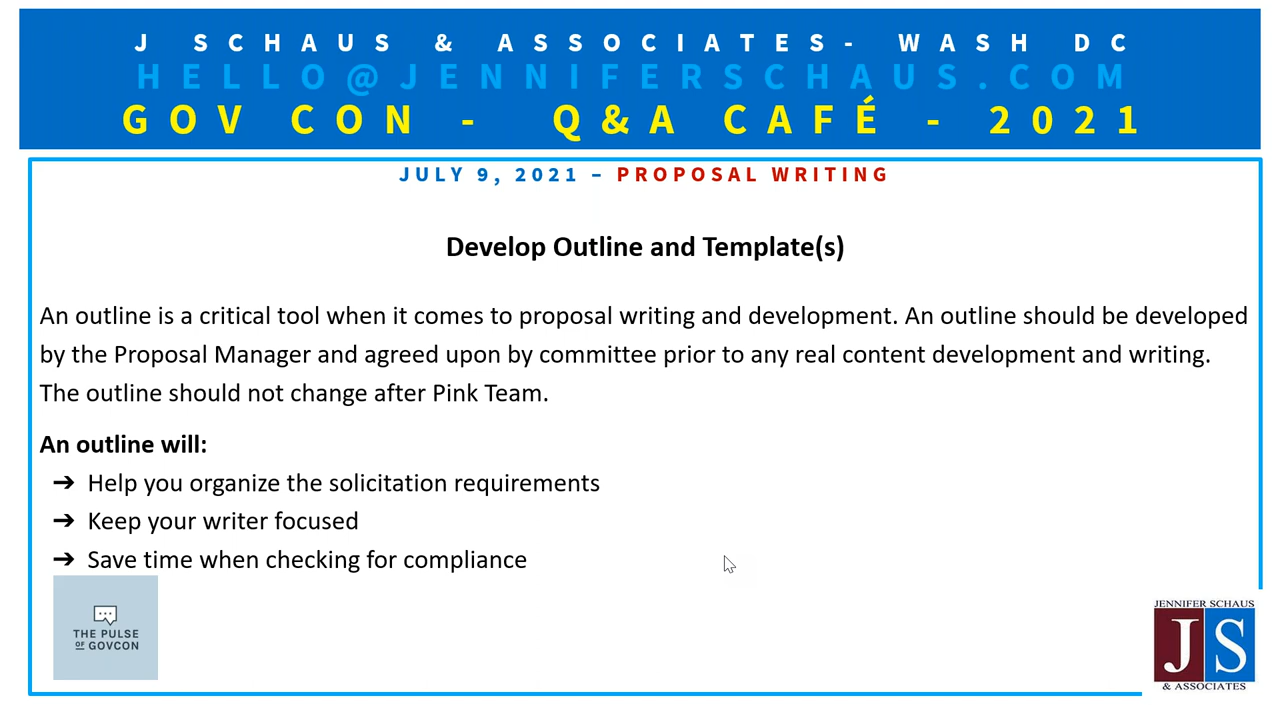 J SCHAUS & ASSOCIATES- WASH DC
HELLO@JENNIFERSCHAUS.COM
GOV CON - Q&A CAFÉ - 2021
JULY 9, 2021 – PROPOSAL WRITING
Develop Outline and Template(s)
An outline is a critical tool when it comes to proposal writing and development. An outline should be developed
by the Proposal Manager and agreed upon by committee prior to any real content development and writing.
The outline should not change after Pink Team.
An outline will:
➔ Help you organize the solicitation requirements
➔ Keep your writer focused
➔ Save time when checking for compliance
THE PULSE
OF GOVCON
JENNIFER SCHAUS
JS
& ASSOCIATES